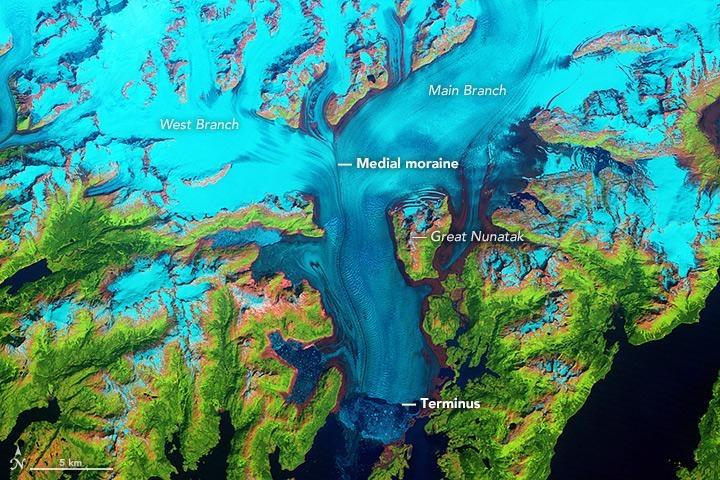 Main Branch
West Branch
Medial moraine
Great Nunatak
Terminus
N
5 km